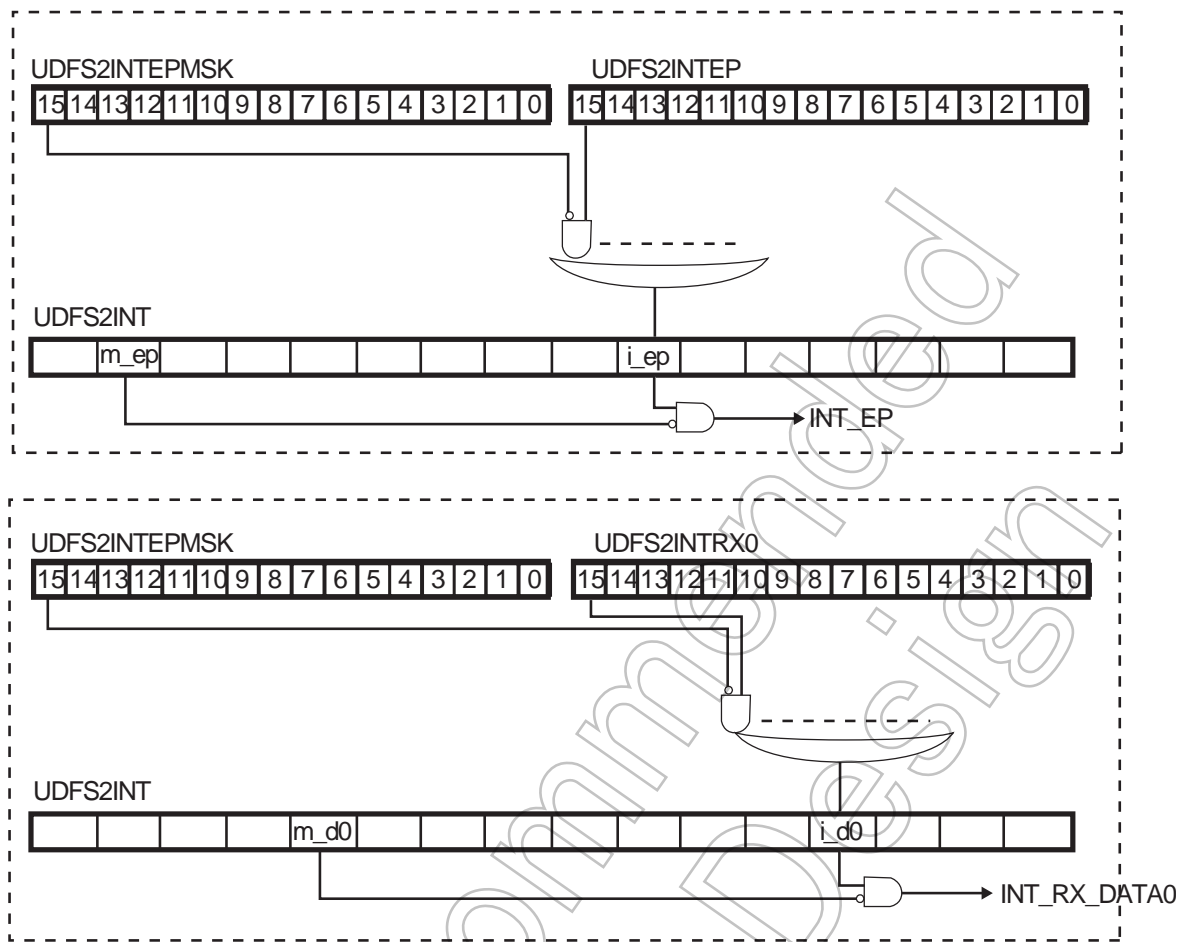 UDFS2INTEPMSK UDFS2INTEP
15 14 13 12 11 10 9 8 7 6 5 4 3 2 1 0 15 14 13 12 11 10 9 8 7 6 5 4 3 2 1 0
UDFS2INT
m_ep i_ep
INT_EP
UDFS2INTEPMSK UDFS2INTRX0
15 14 13 12 11 10 9 8 7 6 5 4 3 2 1 0 15 14 13 12 11 10 9 8 7 6 5 4 3 2 1 0
UDFS2INT
m_d0 i_d0
INT_RX_DATA0
ommended
Design